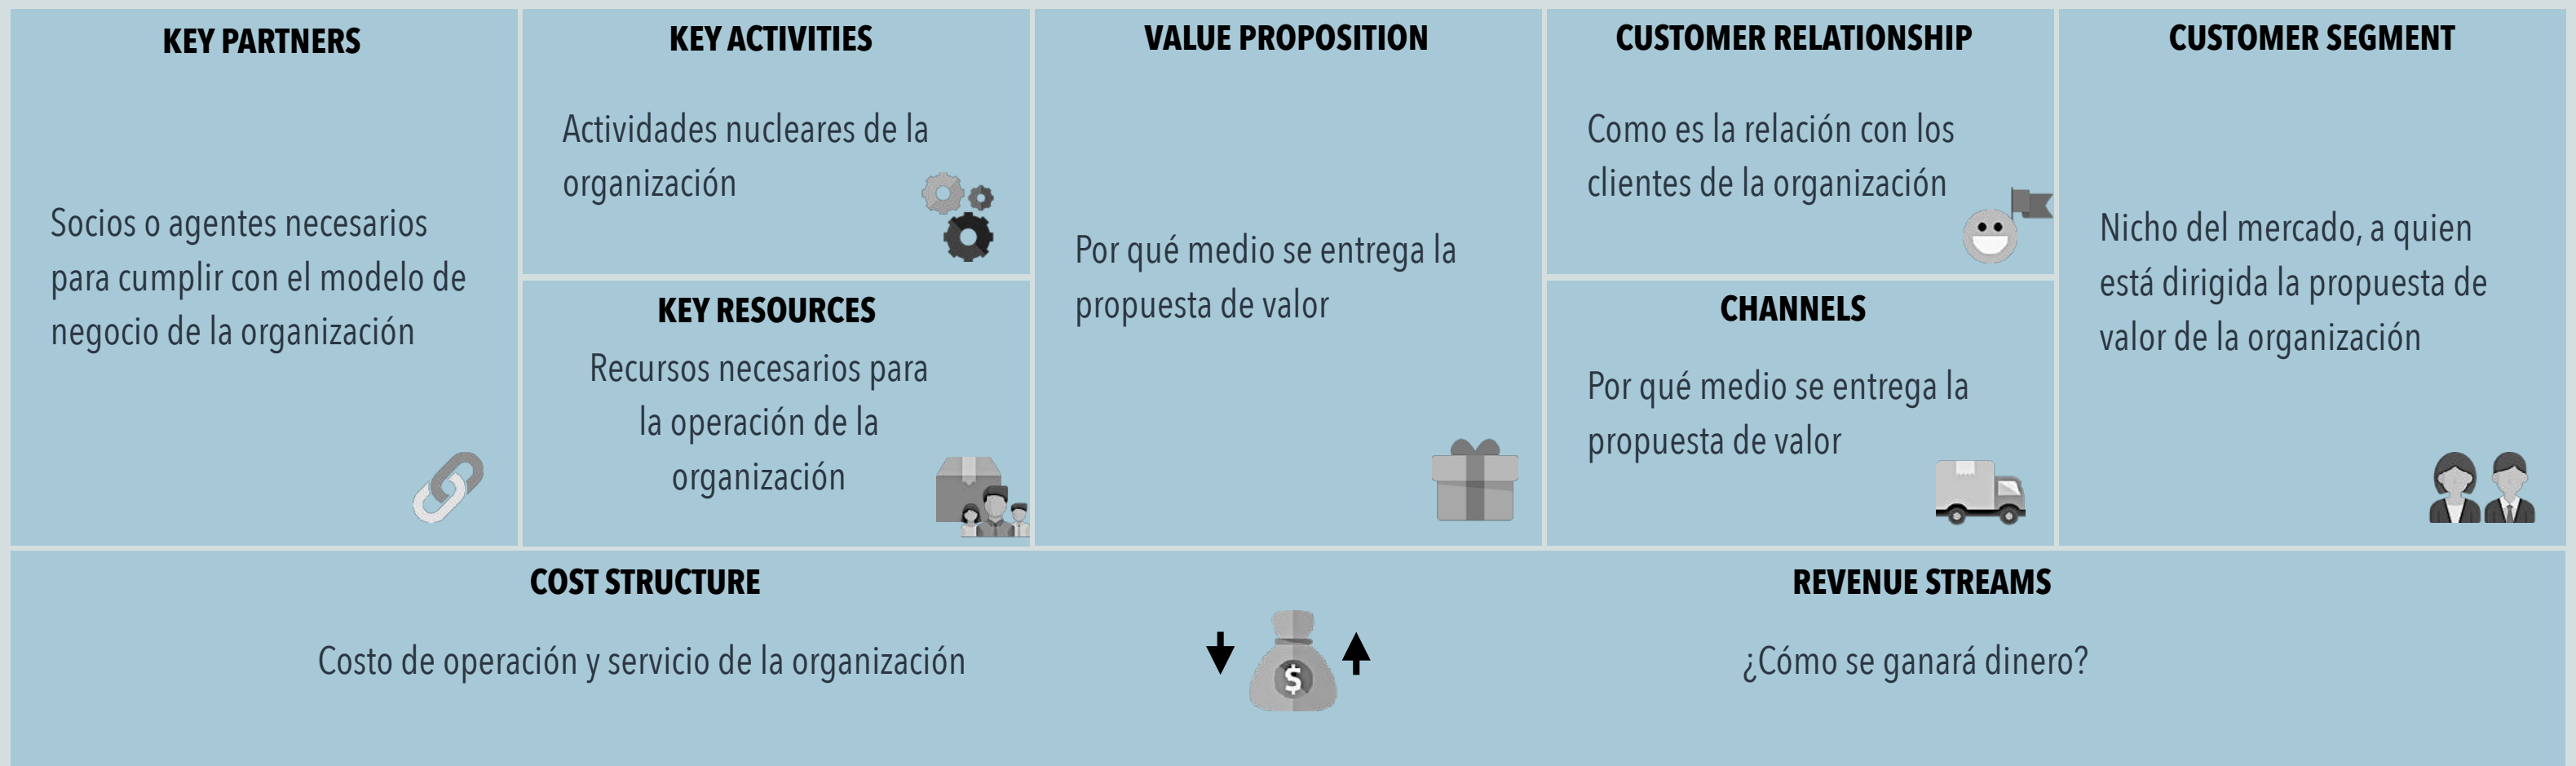 KEY PARTNERS
Socios o agentes necesarios
para cumplir con el modelo de
negocio de la organización
KEY ACTIVITIES
Actividades nucleares de la
organización
KEY RESOURCES
Recursos necesarios para
la operación de la
organización
VALUE PROPOSITION
Por qué medio se entrega la
propuesta de valor
CUSTOMER RELATIONSHIP
Como es la relación con los
clientes de la organización
CHANNELS
Por qué medio se entrega la
propuesta de valor
CUSTOMER SEGMENT
Nicho del mercado, a quien
está dirigida la propuesta de
valor de la organización
COST STRUCTURE
Costo de operación y servicio de la organización
$
REVENUE STREAMS
¿Cómo se ganará dinero?